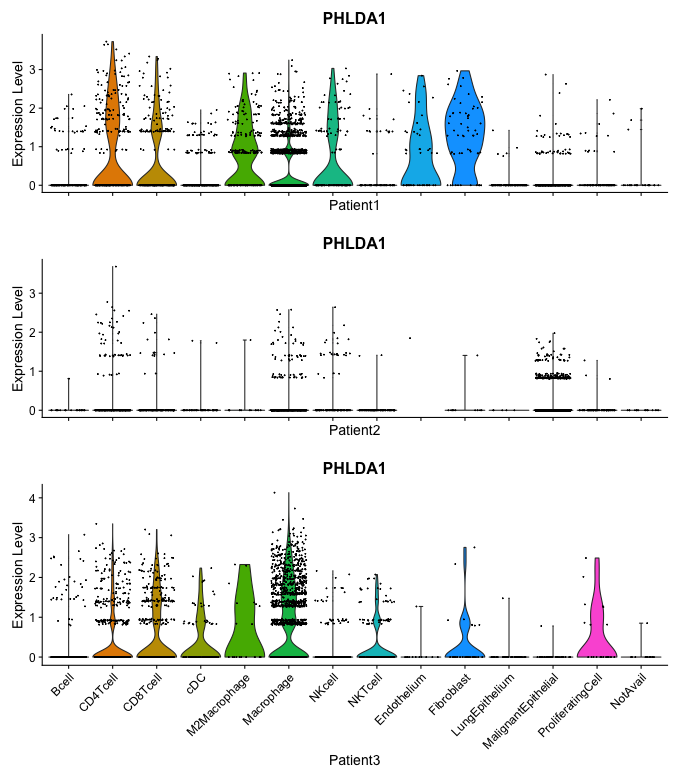 PHLDA1
Expression Level
3
2
1
0
Patient1
PHLDA1
Expression Level
3
2
1
0
Patient2
PHLDA1
Expression Level
4
3
2
1
0
Bcell
CD4Tcell
CD8Tcell
cDC
M2Macrophage
Macrophage
NKcell
NKTcell
Endothelium
Fibroblast
LungEpithelium
MalignantEpithelial
ProliferatingCell
NotAvail
Patient3